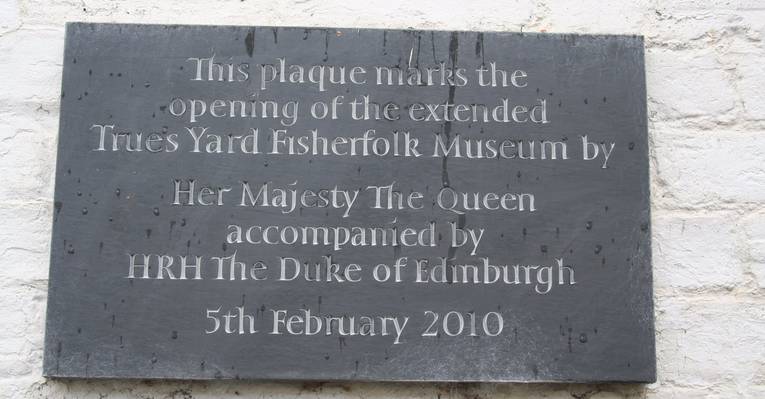 This plaque marks the
opening of the extended
True's Yard Fisherfolk Museum by
Her Majesty The Queen
accompanied by
HRH The Duke of Edinburgh
5th February 2010